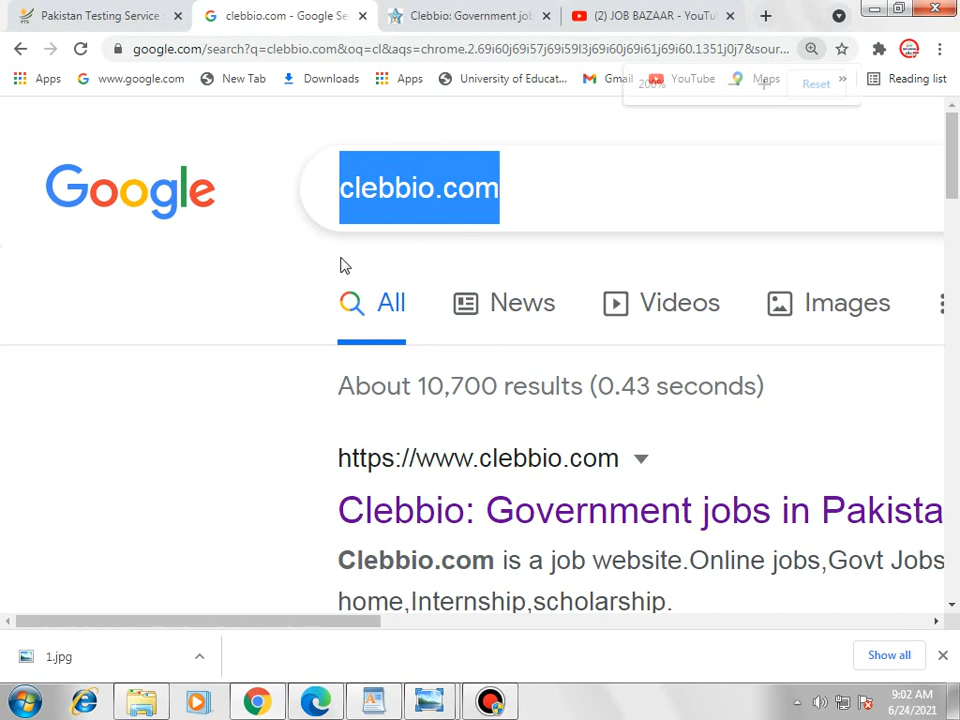 Pakistan Testing Service
clebbio.com - Google Se
Clebbio: Government jo
(2) JOB BAZAAR - YouTu
google.com/search?q=clebbio.com&oq=cl&aqs=chrome.2.69i60j69i57j69i59l3j69i60j69i61j69i60.1351j0j7&sour...
Apps
www.google.com
New Tab
Downloads
Apps
University of Educat...
Gmail
YouTube
Maps
»
Reading list
200%
Reset
Google
clebbio.com
All
News
Videos
Images
About 10,700 results (0.43 seconds)
https://www.clebbio.com
Clebbio: Government jobs in Pakista
Clebbio.com is a job website.Online jobs,Govt Jobs
home,Internship,scholarship.
1.jpg
Show all
9:02 AM
6/24/2021